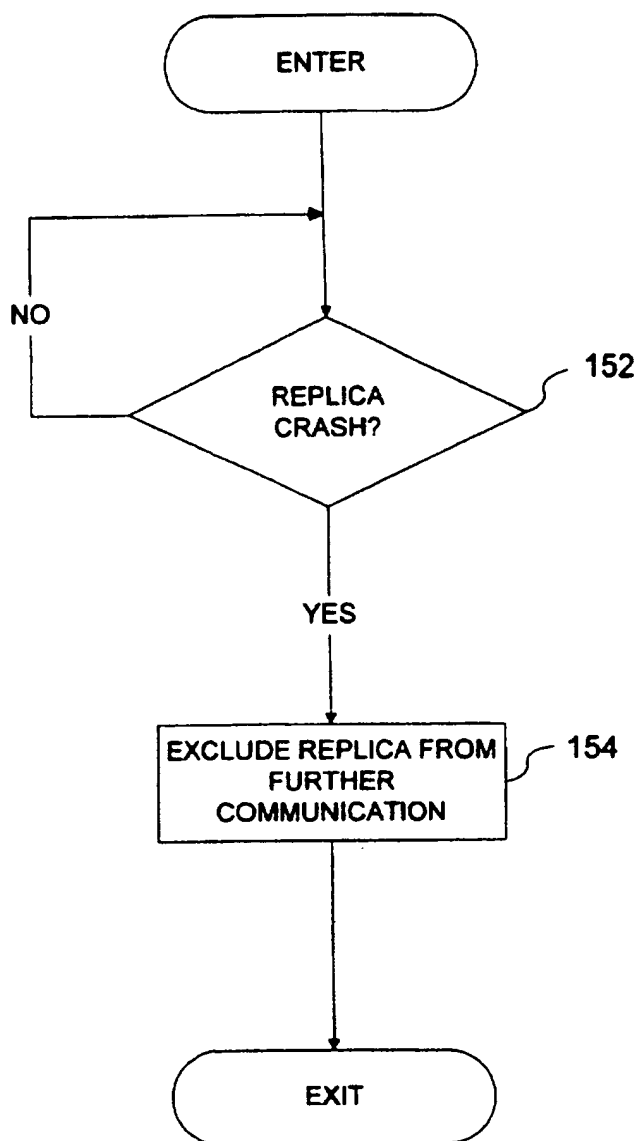 ENTER
NO
REPLICA
CRASH?
152
YES
EXCLUDE REPLICA FROM
FURTHER
COMMUNICATION
154
EXIT